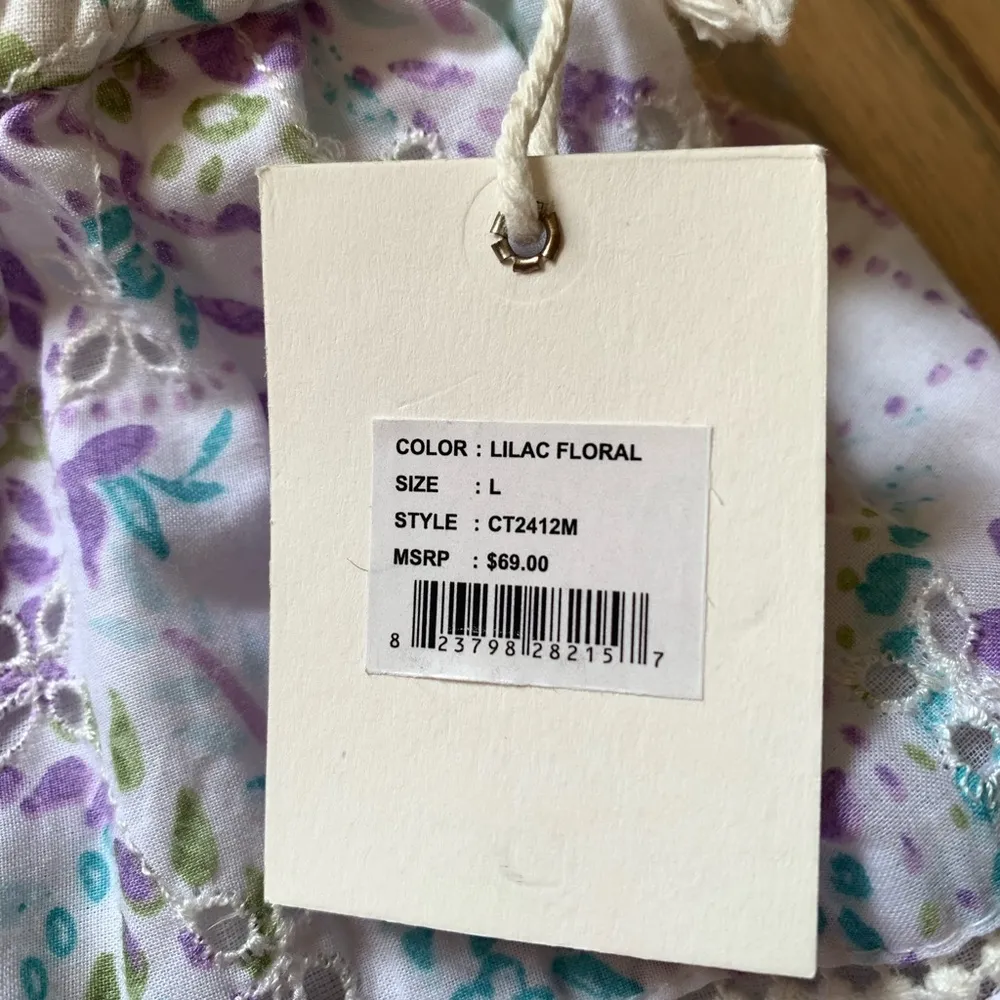 COLOR : LILAC FLORAL
SIZE : L
STYLE : CT2412M
MSRP : $69.00
8 23798 28215 7